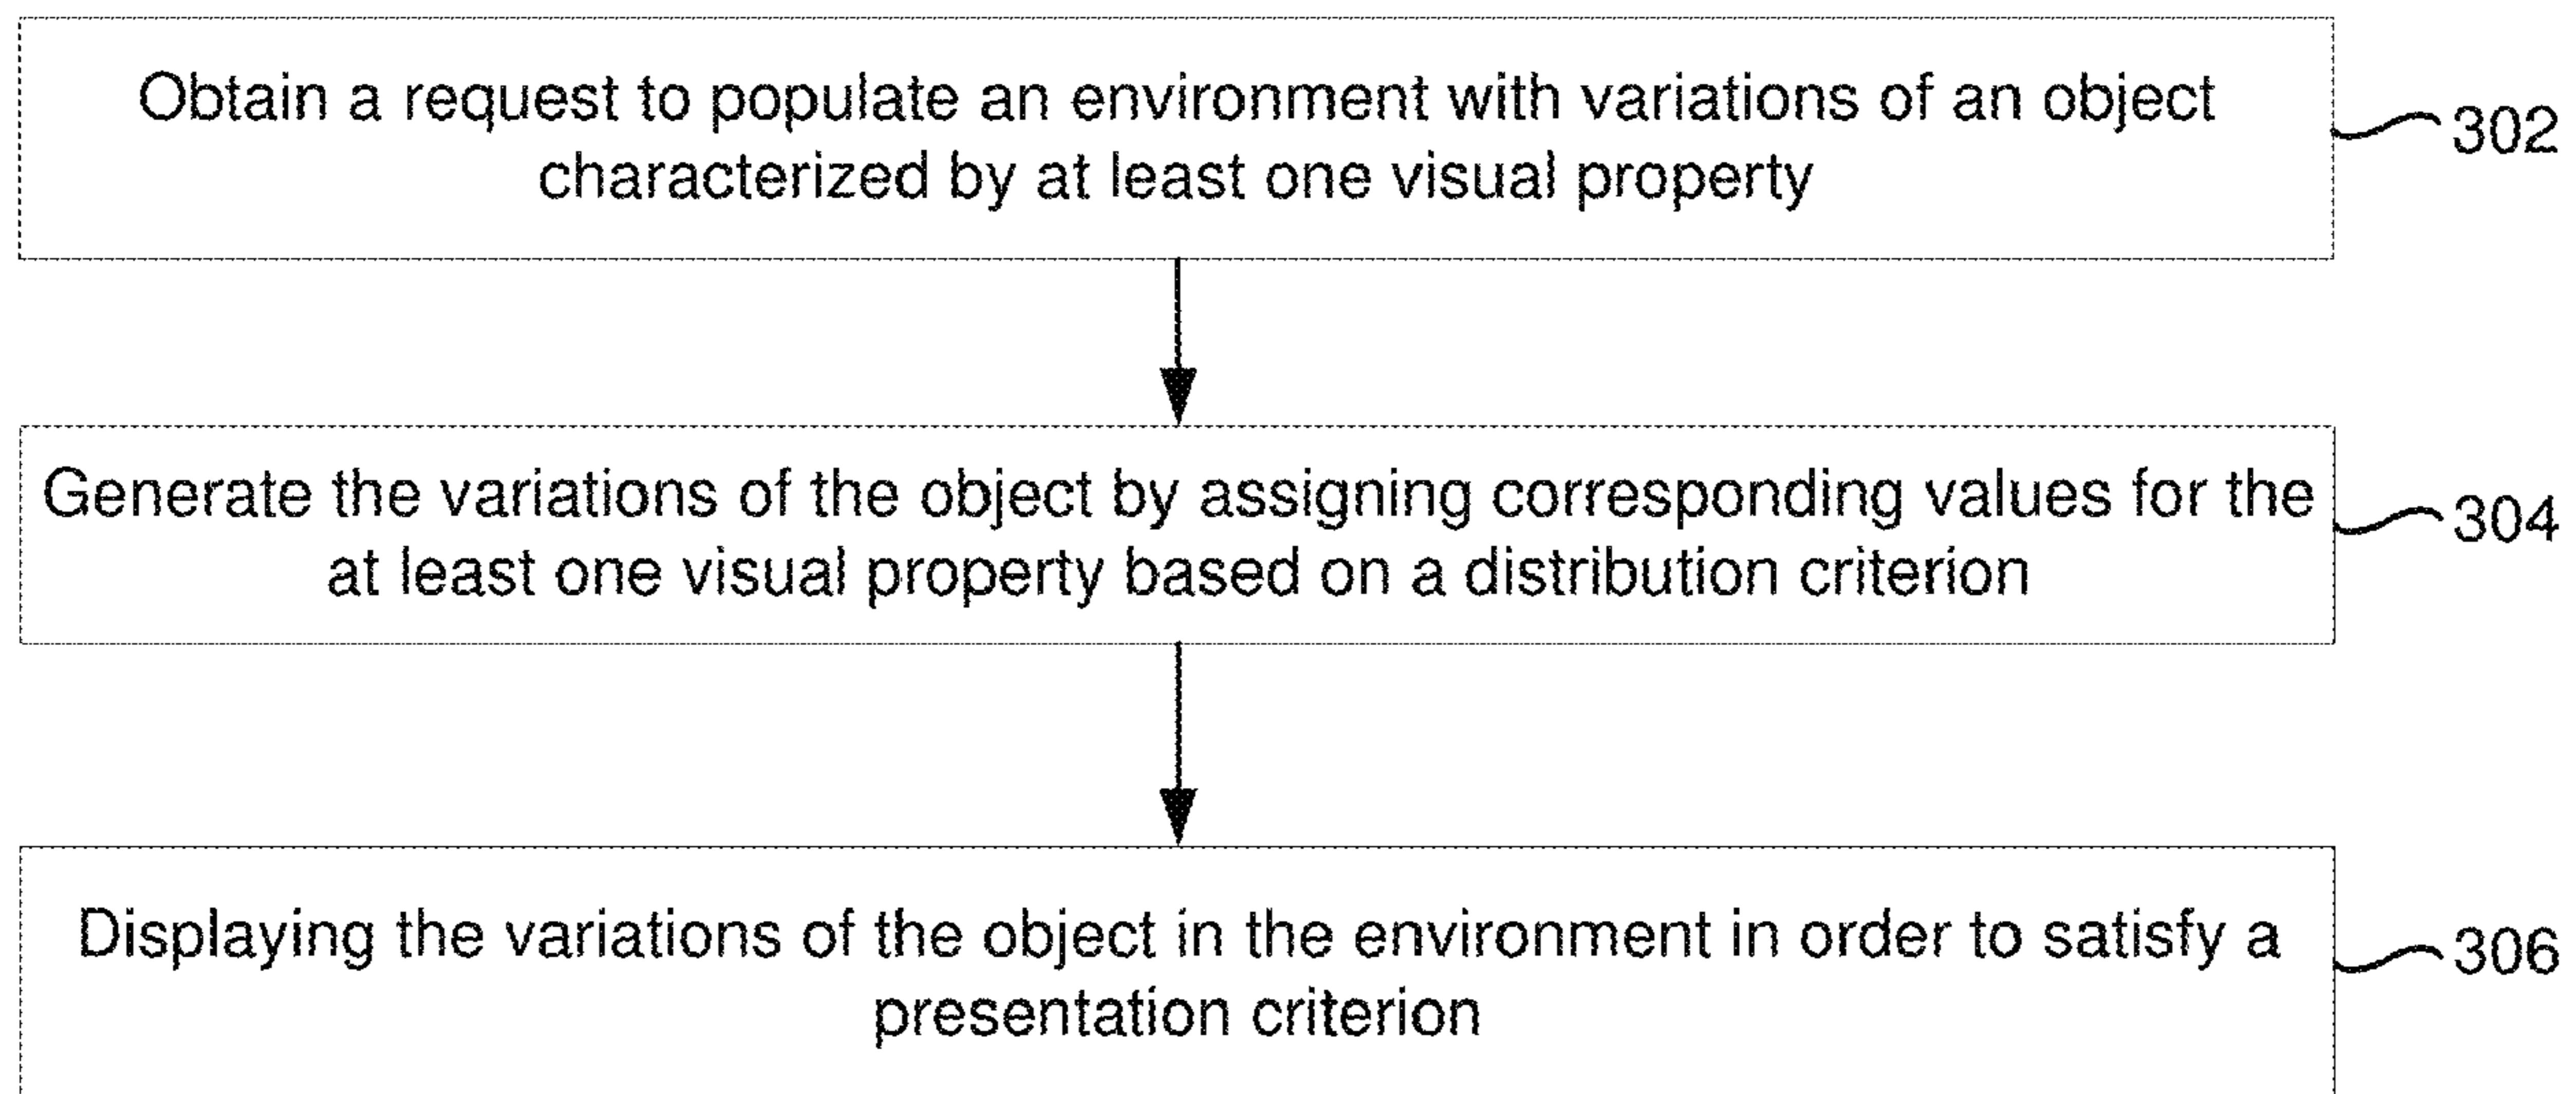 Obtain a request to populate an environment with variations of an object
characterized by at least one visual property
302
Generate the variations of the object by assigning corresponding values for the
at least one visual property based on a distribution criterion
304
Displaying the variations of the object in the environment in order to satisfy a
presentation criterion
306